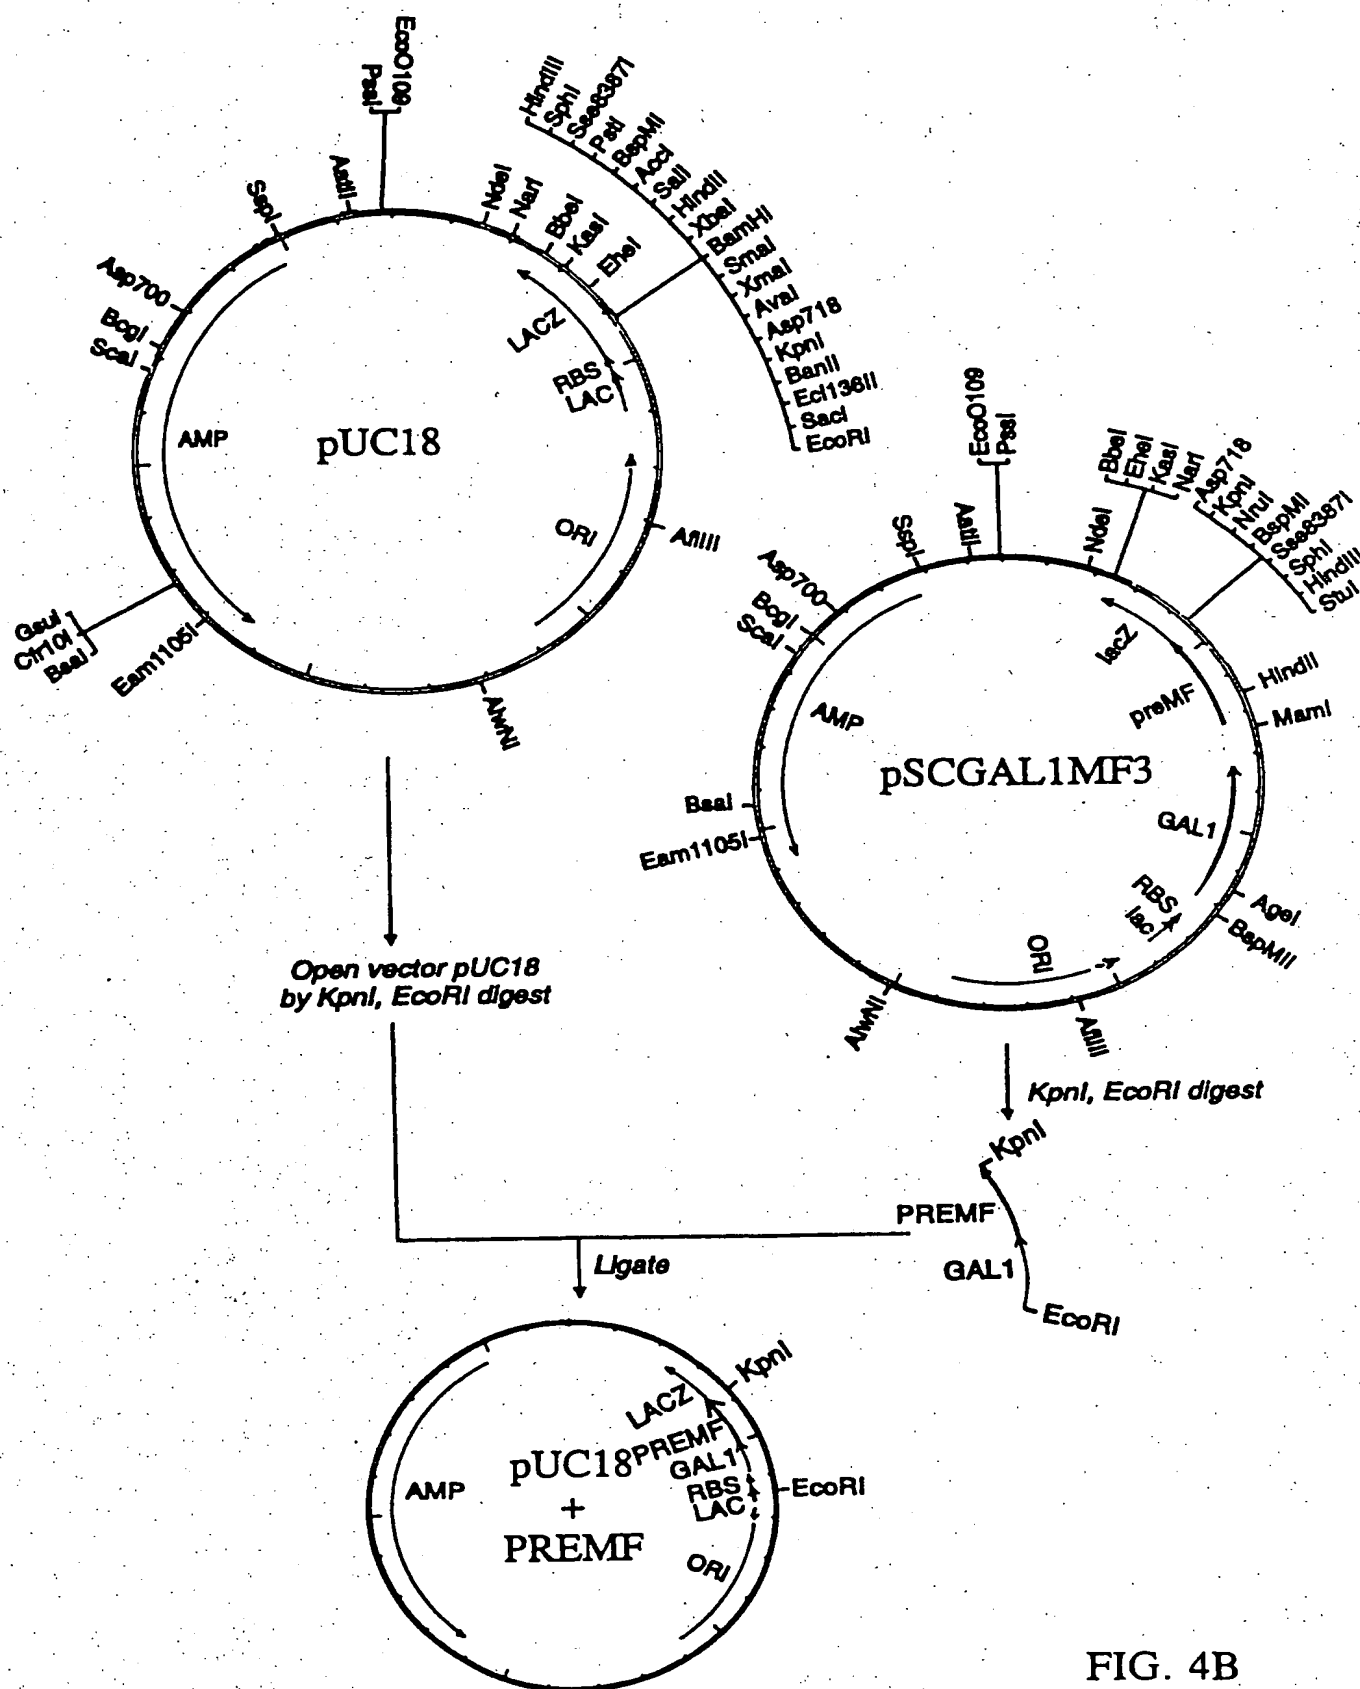 EcoO109
PssI
HindIII
SphI
Sse8387I
PstI
BspMI
AccI
SalI
HindII
XbaI
BamHI
SmaI
XmaI
AvaI
Asp718
KpnI
BanII
Ecl136II
SacI
EcoRI
SspI
AatII
NdeI
NarI
BbeI
KasI
EheI
Asp700
BcgI
ScaI
LACZ
RBS
LAC
AMP
pUC18
ORI
AflIII
GsuI
Cfr10I
BsaI
Eam1105I
AlwNI
EcoO109
PssI
BbeI
EheI
KasI
NarI
Asp718
KpnI
NruI
BspMI
Sse8387I
SphI
HindIII
StuI
SspI
AatII
NdeI
Asp700
BcgI
ScaI
lacZ
HindII
preMF
MamI
AMP
pSCGAL1MF3
BsaI
GAL1
Eam1105I
RBS
lac
AgeI
BspMII
ORI
AlwNI
AflIII
Open vector pUC18
by KpnI, EcoRI digest
KpnI, EcoRI digest
KpnI
PREMF
GAL1
EcoRI
Ligate
KpnI
LACZ
PREMF
GAL1
RBS
LAC
EcoRI
AMP
pUC18
+
PREMF
ORI
FIG. 4B